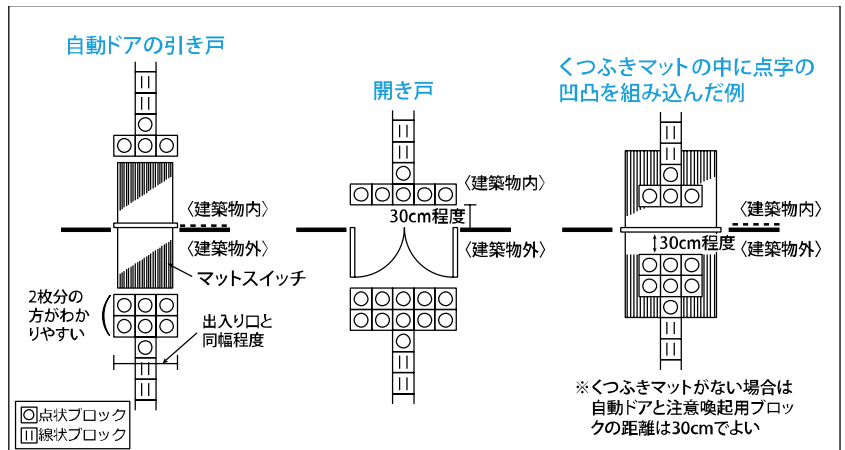 自動ドアの引き戸
〈建築物内〉
〈建築物外〉
マットスイッチ
2枚分の
方がわか
りやすい
出入り口と
同幅程度
点状ブロック
線状ブロック
開き戸
〈建築物内〉
30cm程度
〈建築物外〉
くつふきマットの中に点字の
凹凸を組み込んだ例
〈建築物内〉
30cm程度
〈建築物外〉
※くつふきマットがない場合は
自動ドアと注意喚起用ブロッ
クの距離は30cmでよい